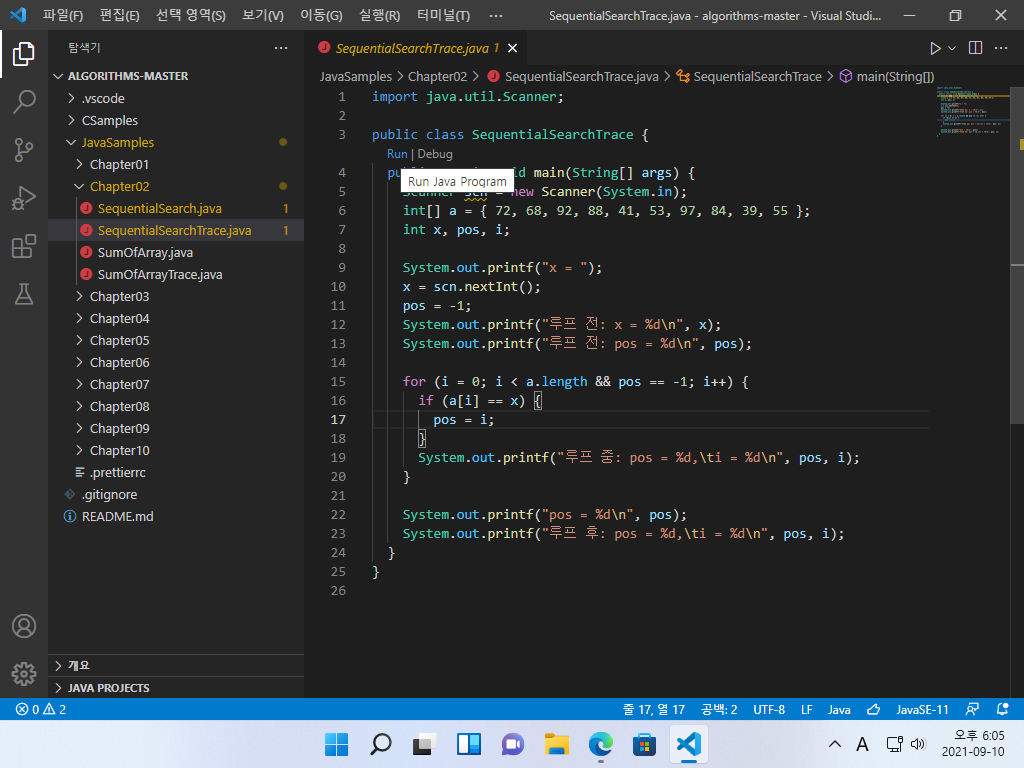 파일(F) 편집(E) 선택 영역(S) 보기(V) 이동(G) 실행(R) 터미널(T) ··· SequentialSearchTrace.java - algorithms-master - Visual Studi...
탐색기 ···
SequentialSearchTrace.java 1
ALGORITHMS-MASTER
JavaSamples > Chapter02 > SequentialSearchTrace.java > SequentialSearchTrace > main(String[])
.vscode
CSamples
JavaSamples
Chapter01
Chapter02
SequentialSearch.java 1
SequentialSearchTrace.java 1
SumOfArray.java
SumOfArrayTrace.java
Chapter03
Chapter04
Chapter05
Chapter06
Chapter07
Chapter08
Chapter09
Chapter10
.prettierrc
.gitignore
README.md
개요
JAVA PROJECTS
1 import java.util.Scanner;
2
3 public class SequentialSearchTrace {
Run | Debug
Run Java Program
4 main(String[] args) {
5 = new Scanner(System.in);
6 int[] a = { 72, 68, 92, 88, 41, 53, 97, 84, 39, 55 };
7 int x, pos, i;
8
9 System.out.printf("x = ");
10 x = scn.nextInt();
11 pos = -1;
12 System.out.printf("루프 전: x = %d\n", x);
13 System.out.printf("루프 전: pos = %d\n", pos);
14
15 for (i = 0; i < a.length && pos == -1; i++) {
16 if (a[i] == x) {
17 pos = i;
18 }
19 System.out.printf("루프 중: pos = %d,\ti = %d\n", pos, i);
20 }
21
22 System.out.printf("pos = %d\n", pos);
23 System.out.printf("루프 후: pos = %d,\ti = %d\n", pos, i);
24 }
25 }
26
0 2 줄 17, 열 17 공백: 2 UTF-8 LF Java JavaSE-11
A 오후 6:05
2021-09-10